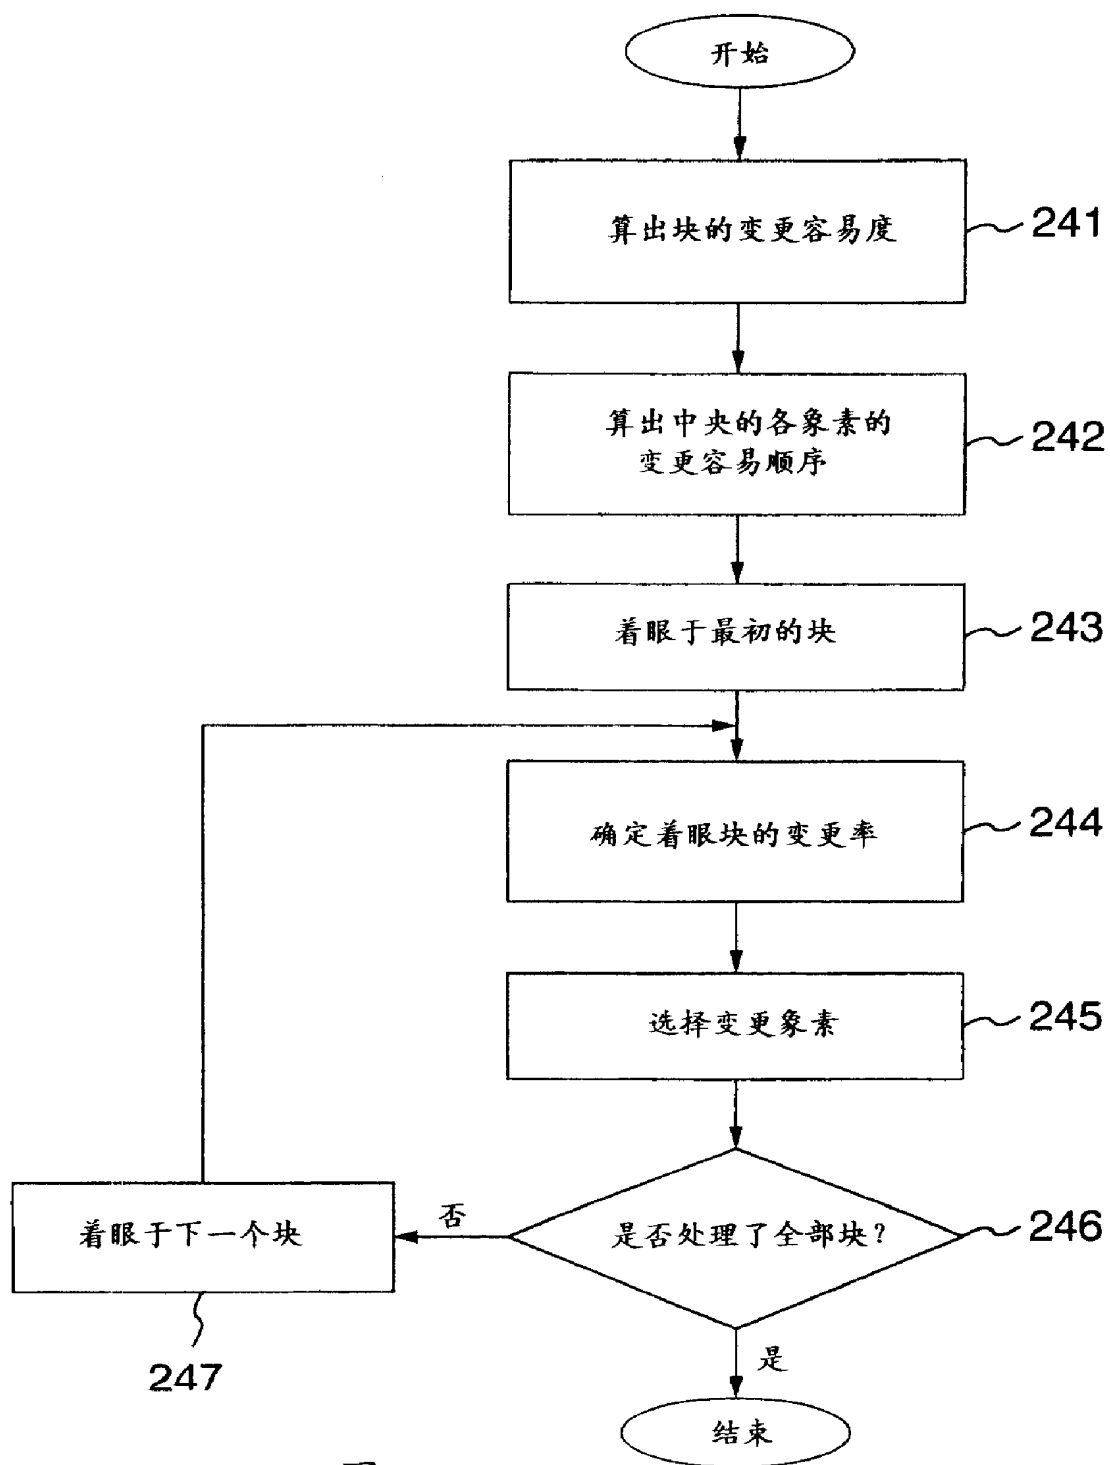 开始
算出块的变更容易度
241
算出中央的各象素的
变更容易顺序
242
着眼于最初的块
243
确定着眼块的变更率
244
选择变更象素
245
是否处理了全部块?
246
否
着眼于下一个块
247
是
结束